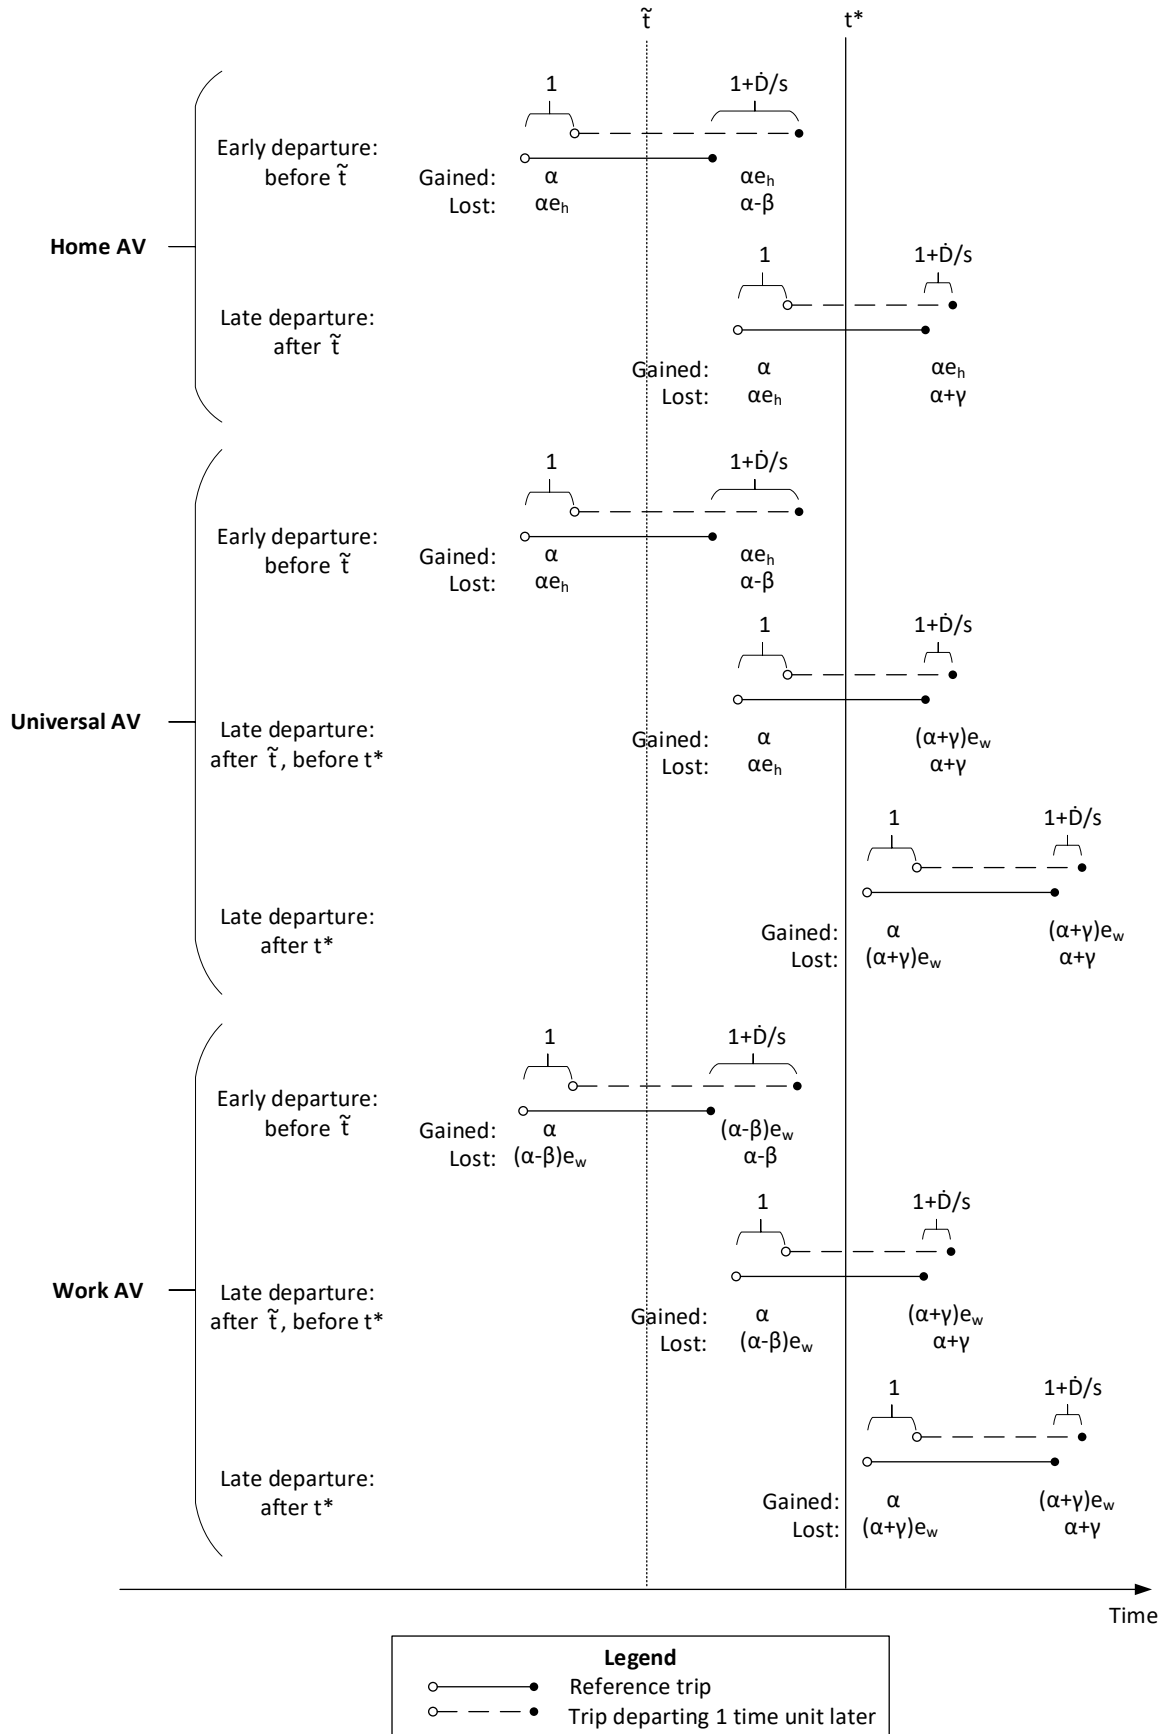 t̃ t*
Home AV
Early departure:
before t̃
1 1+Ḋ/s
Gained: α αeₕ
Lost: αeₕ α-β
Late departure:
after t̃
1 1+Ḋ/s
Gained: α αeₕ
Lost: αeₕ α+γ
Universal AV
Early departure:
before t̃
1 1+Ḋ/s
Gained: α αeₕ
Lost: αeₕ α-β
Late departure:
after t̃, before t*
1 1+Ḋ/s
Gained: α (α+γ)e_w
Lost: αeₕ α+γ
Late departure:
after t*
1 1+Ḋ/s
Gained: α (α+γ)e_w
Lost: (α+γ)e_w α+γ
Work AV
Early departure:
before t̃
1 1+Ḋ/s
Gained: α (α-β)e_w
Lost: (α-β)e_w α-β
Late departure:
after t̃, before t*
1 1+Ḋ/s
Gained: α (α+γ)e_w
Lost: (α-β)e_w α+γ
Late departure:
after t*
1 1+Ḋ/s
Gained: α (α+γ)e_w
Lost: (α+γ)e_w α+γ
Time
Legend
Reference trip
Trip departing 1 time unit later